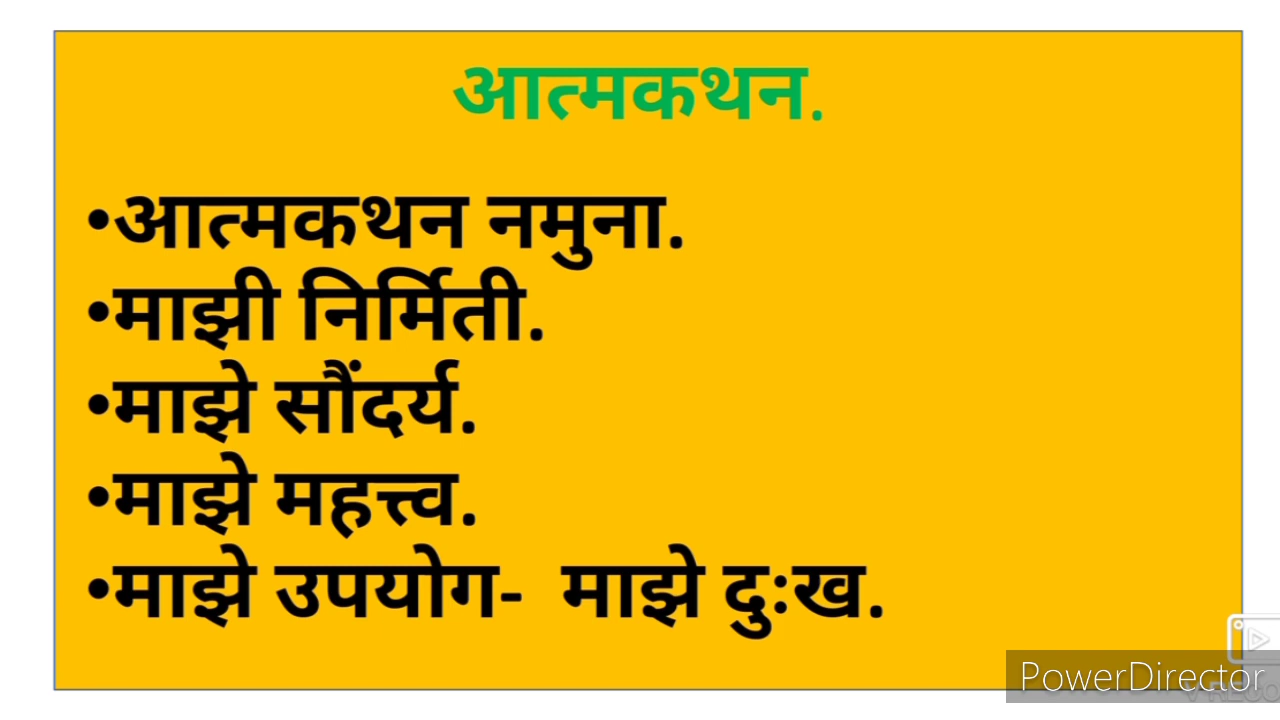 आत्मकथन.
•आत्मकथन नमुना.
•माझी निर्मिती.
•माझे सौंदर्य.
•माझे महत्त्व.
•माझे उपयोग- माझे दुःख.
PowerDirector